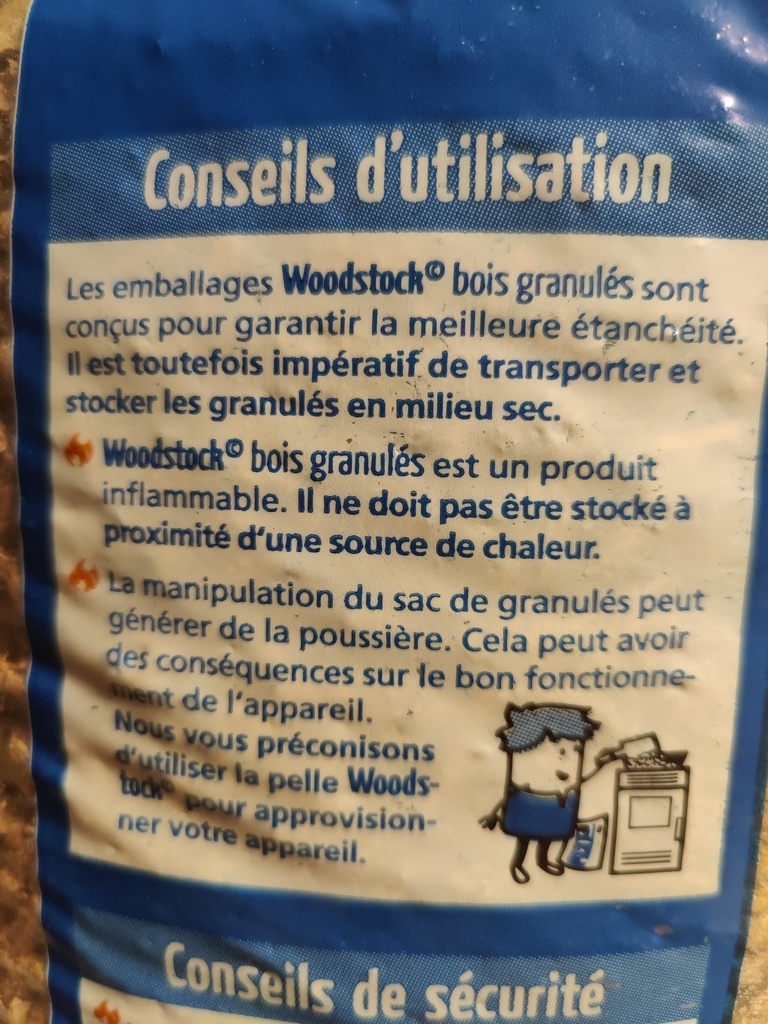 Conseils d'utilisation
Les emballages Woodstock© bois granulés sont
conçus pour garantir la meilleure étanchéité.
Il est toutefois impératif de transporter et
stocker les granulés en milieu sec.
Woodstock© bois granulés est un produit
inflammable. Il ne doit pas être stocké à
proximité d'une source de chaleur.
La manipulation du sac de granulés peut
générer de la poussière. Cela peut avoir
des conséquences sur le bon fonctionne-
ment de l'appareil.
Nous vous préconisons
d'utiliser la pelle Woods-
tock© pour approvision-
ner votre appareil.
Conseils de sécurité